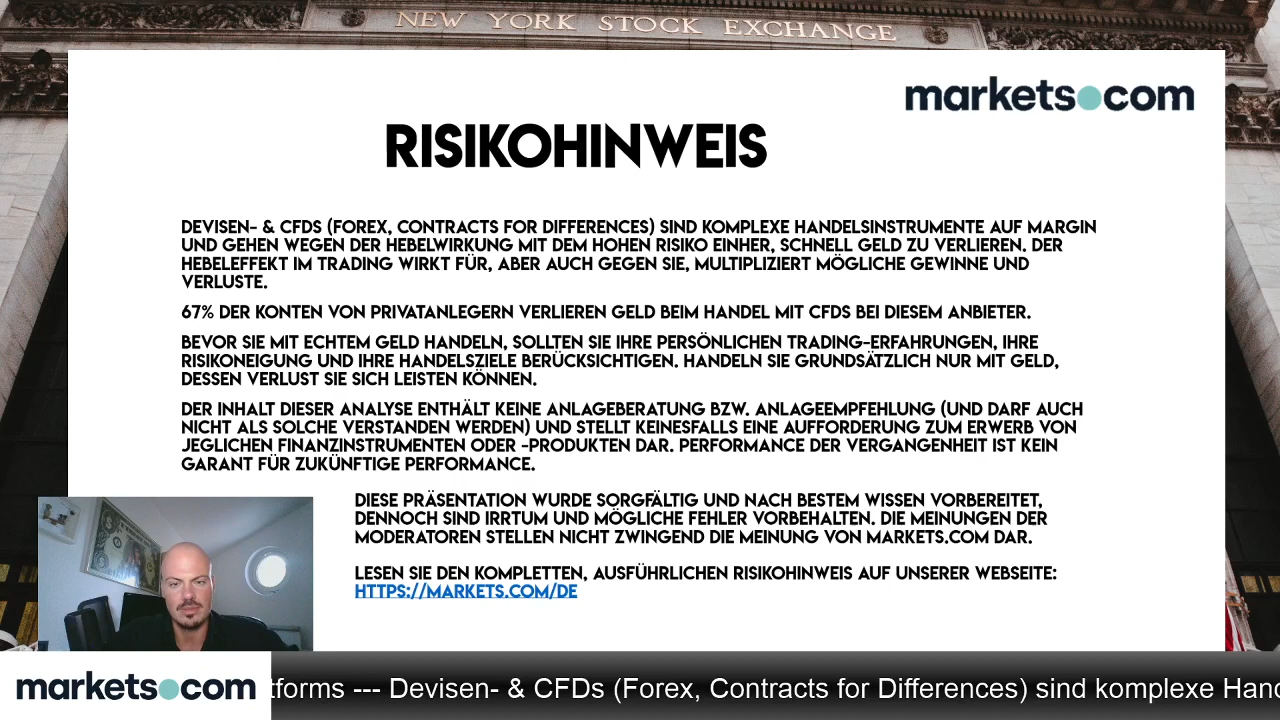 NEW YORK STOCK EXCHANGE
markets.com
RISIKOHINWEIS
DEVISEN- & CFDS (FOREX, CONTRACTS FOR DIFFERENCES) SIND KOMPLEXE HANDELSINSTRUMENTE AUF MARGIN
UND GEHEN WEGEN DER HEBELWIRKUNG MIT DEM HOHEN RISIKO EINHER, SCHNELL GELD ZU VERLIEREN. DER
HEBELEFFEKT IM TRADING WIRKT FÜR, ABER AUCH GEGEN SIE, MULTIPLIZIERT MÖGLICHE GEWINNE UND
VERLUSTE.
67% DER KONTEN VON PRIVATANLEGERN VERLIEREN GELD BEIM HANDEL MIT CFDS BEI DIESEM ANBIETER.
BEVOR SIE MIT ECHTEM GELD HANDELN, SOLLTEN SIE IHRE PERSÖNLICHEN TRADING-ERFAHRUNGEN, IHRE
RISIKONEIGUNG UND IHRE HANDELSZIELE BERÜCKSICHTIGEN. HANDELN SIE GRUNDSÄTZLICH NUR MIT GELD,
DESSEN VERLUST SIE SICH LEISTEN KÖNNEN.
DER INHALT DIESER ANALYSE ENTHÄLT KEINE ANLAGEBERATUNG BZW. ANLAGEEMPFEHLUNG (UND DARF AUCH
NICHT ALS SOLCHE VERSTANDEN WERDEN) UND STELLT KEINESFALLS EINE AUFFORDERUNG ZUM ERWERB VON
JEGLICHEN FINANZINSTRUMENTEN ODER -PRODUKTEN DAR. PERFORMANCE DER VERGANGENHEIT IST KEIN
GARANT FÜR ZUKÜNFTIGE PERFORMANCE.
DIESE PRÄSENTATION WURDE SORGFÄLTIG UND NACH BESTEM WISSEN VORBEREITET,
DENNOCH SIND IRRTUM UND MÖGLICHE FEHLER VORBEHALTEN. DIE MEINUNGEN DER
MODERATOREN STELLEN NICHT ZWINGEND DIE MEINUNG VON MARKETS.COM DAR.
LESEN SIE DEN KOMPLETTEN, AUSFÜHRLICHEN RISIKOHINWEIS AUF UNSERER WEBSEITE:
HTTPS://MARKETS.COM/DE
markets.com
tforms --- Devisen- & CFDs (Forex, Contracts for Differences) sind komplexe Hand